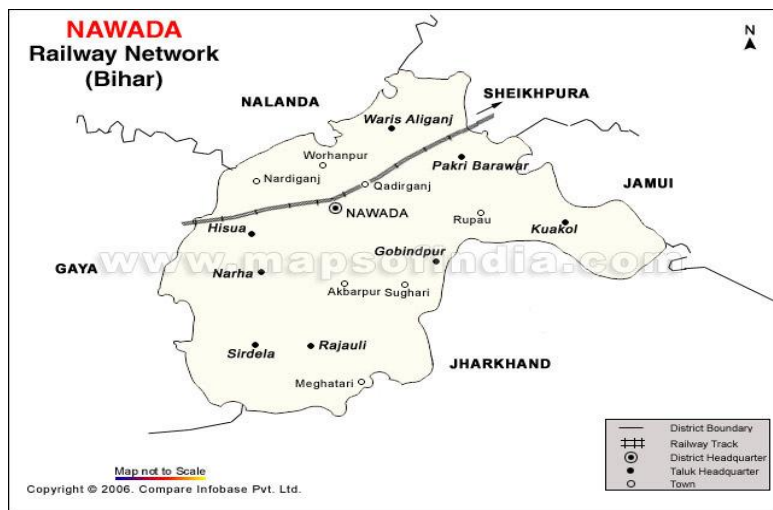 NAWADA
Railway Network
(Bihar)
N
NALANDA
SHEIKHPURA
Waris Aliganj
Worhanpur
Pakri Barawar
Nardiganj
Qadirganj
JAMUI
NAWADA
Rupau
Hisua
Kuakol
Gobindpur
GAYA
www.mapsofindia.com
Narha
Akbarpur
Sughari
Sirdela
Rajauli
JHARKHAND
Meghatari
District Boundary
Railway Track
District Headquarter
Taluk Headquarter
Town
Map not to Scale
Copyright © 2006. Compare Infobase Pvt. Ltd.